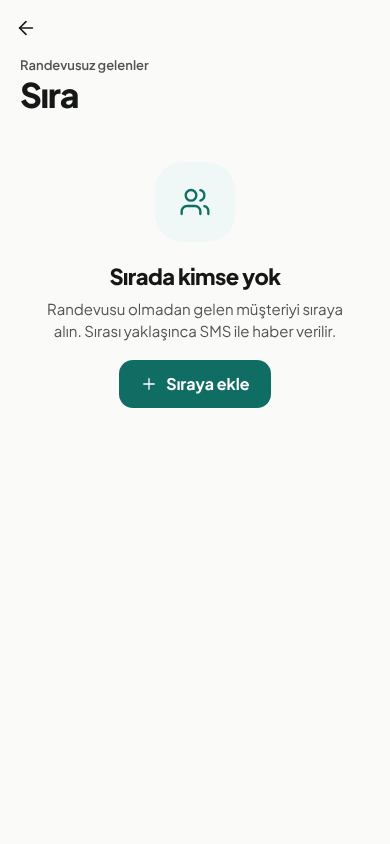 Randevusuz gelenler
Sıra
Sırada kimse yok
Randevusu olmadan gelen müşteriyi sıraya
alın. Sırası yaklaşınca SMS ile haber verilir.
Sıraya ekle